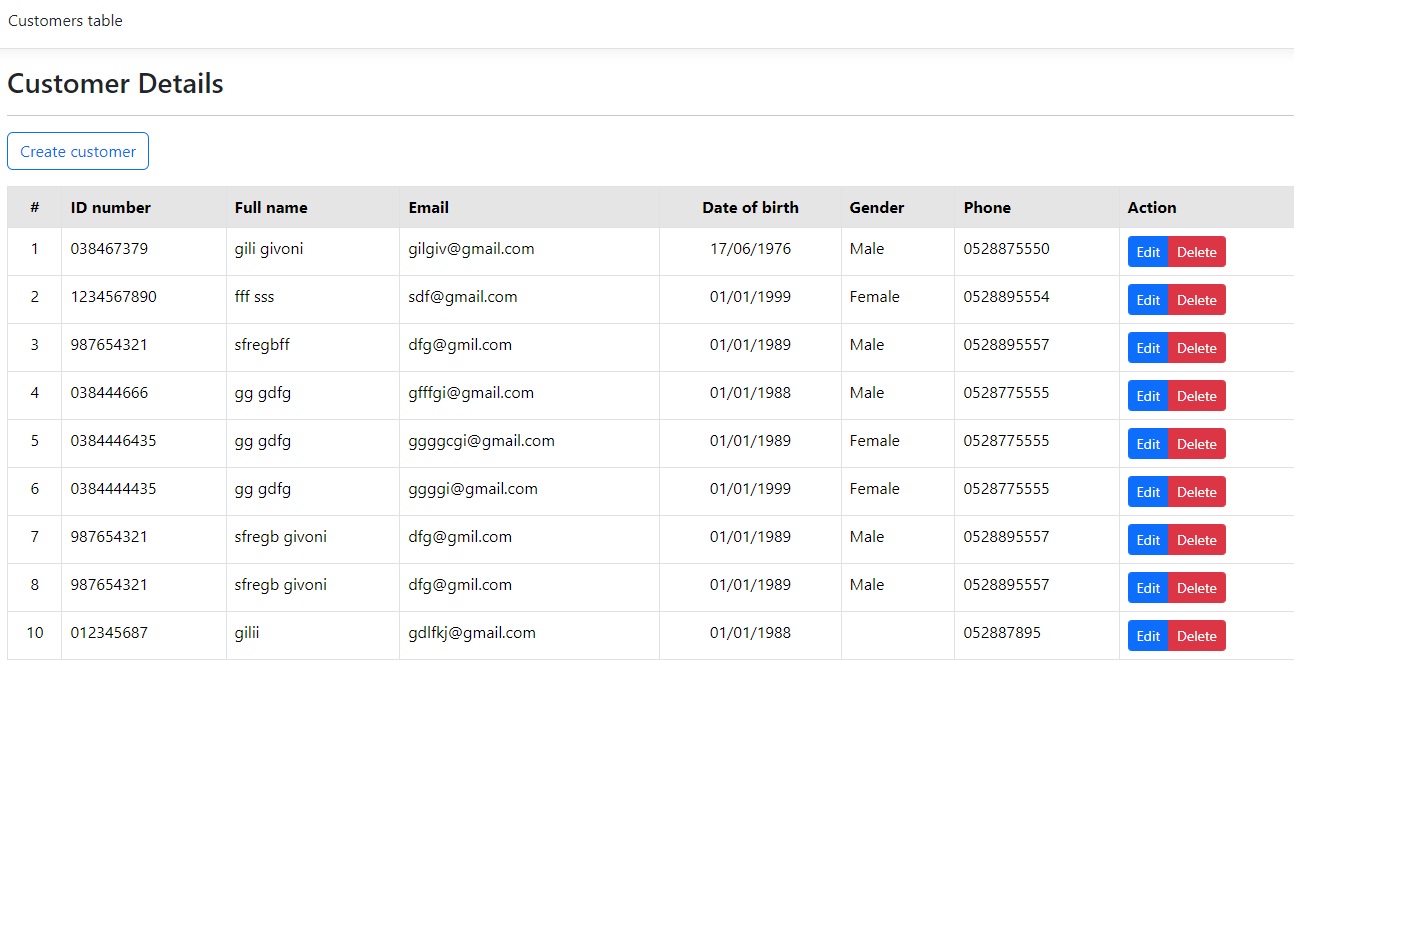 Customers table
Customer Details
Create customer
# ID number Full name Email Date of birth Gender Phone Action
1 038467379 gili givoni gilgiv@gmail.com 17/06/1976 Male 0528875550 Edit Delete
2 1234567890 fff sss sdf@gmail.com 01/01/1999 Female 0528895554 Edit Delete
3 987654321 sfregbff dfg@gmil.com 01/01/1989 Male 0528895557 Edit Delete
4 038444666 gg gdfg gfffgi@gmail.com 01/01/1988 Male 0528775555 Edit Delete
5 0384446435 gg gdfg ggggcgi@gmail.com 01/01/1989 Female 0528775555 Edit Delete
6 0384444435 gg gdfg ggggi@gmail.com 01/01/1999 Female 0528775555 Edit Delete
7 987654321 sfregb givoni dfg@gmil.com 01/01/1989 Male 0528895557 Edit Delete
8 987654321 sfregb givoni dfg@gmil.com 01/01/1989 Male 0528895557 Edit Delete
10 012345687 gilii gdlfkj@gmail.com 01/01/1988 052887895 Edit Delete